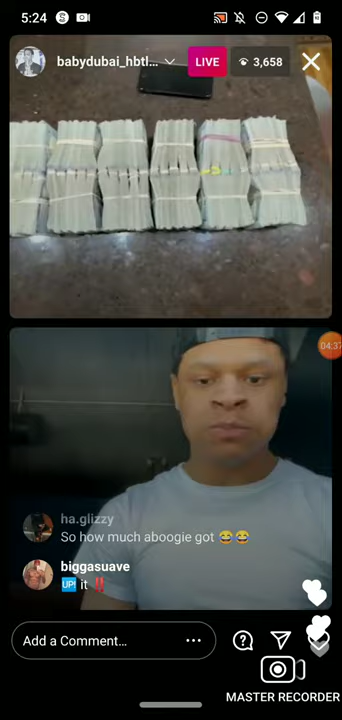 5:24
babydubai_hbtl...
LIVE
3,658
04:37
ha.glizzy
So how much aboogie got 😂😂
biggasuave
🆙 it ‼️
Add a Comment...
MASTER RECORDER